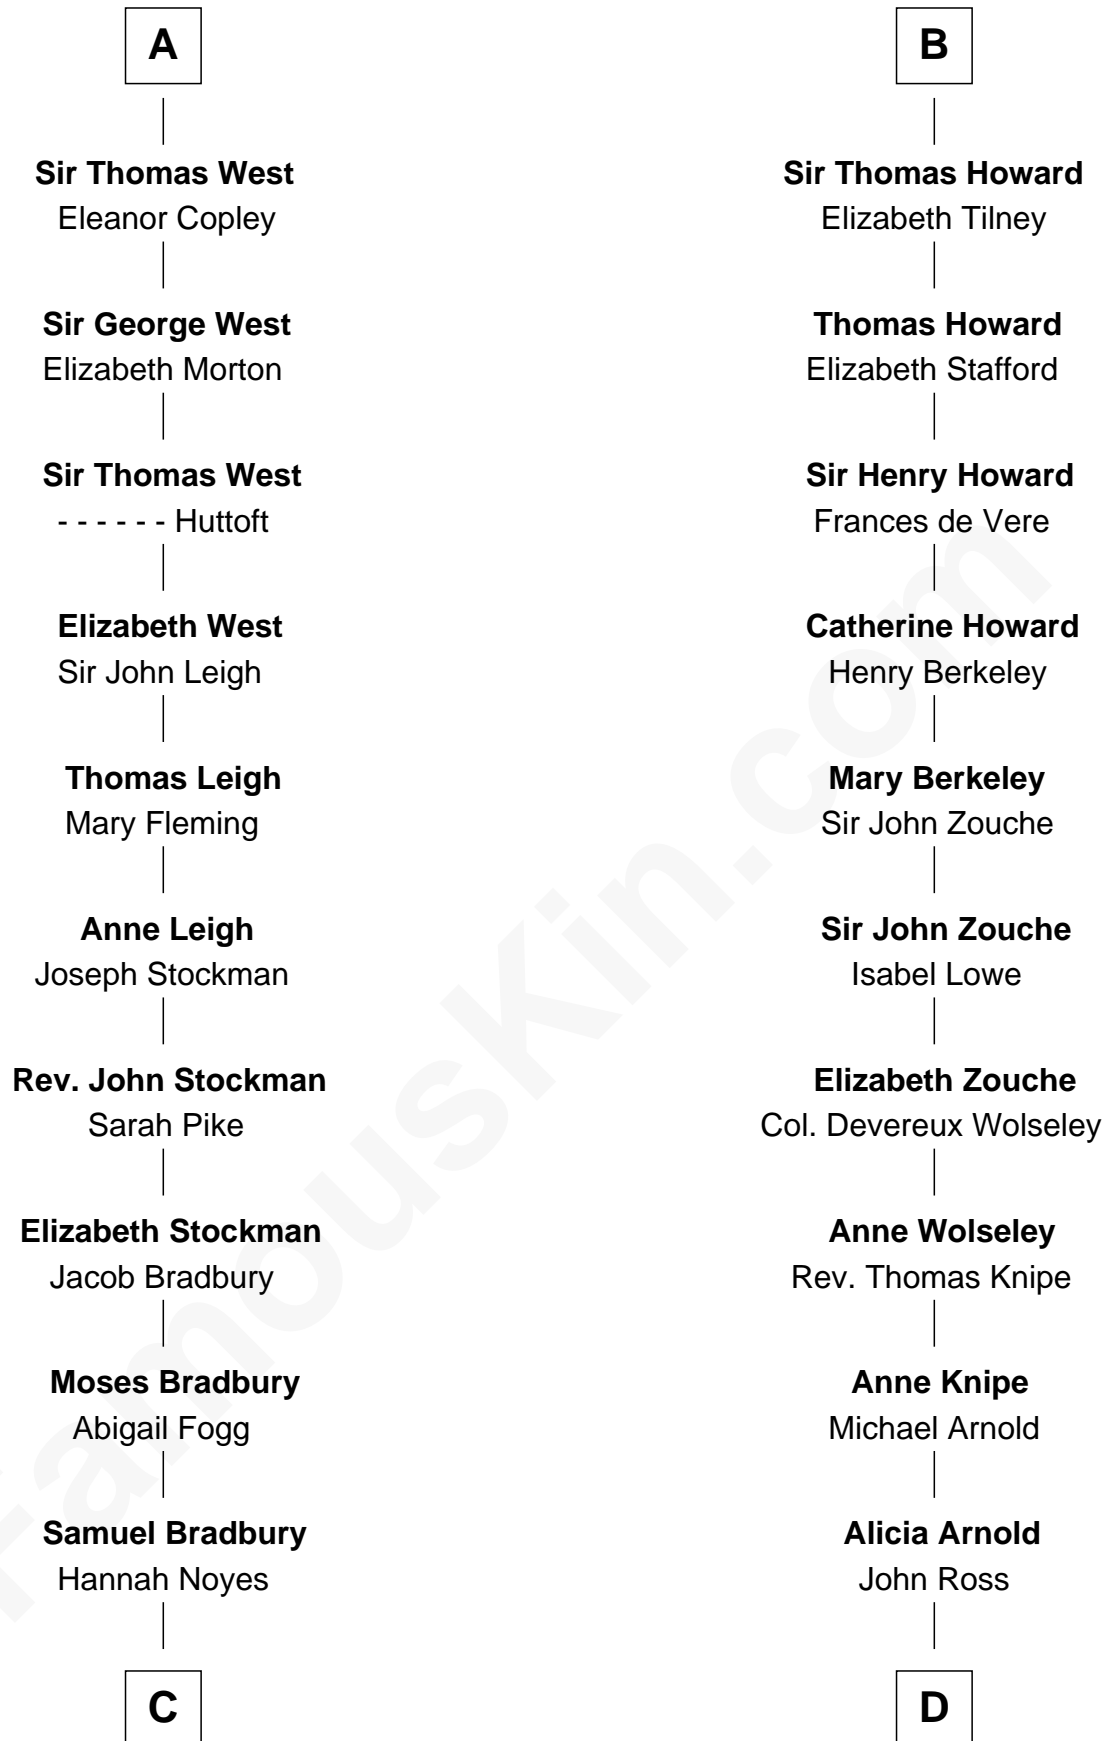 A
Sir Thomas West
Eleanor Copley
Sir George West
Elizabeth Morton
Sir Thomas West
- - - - - - Huttoft
Elizabeth West
Sir John Leigh
Thomas Leigh
Mary Fleming
Anne Leigh
Joseph Stockman
Rev. John Stockman
Sarah Pike
Elizabeth Stockman
Jacob Bradbury
Moses Bradbury
Abigail Fogg
Samuel Bradbury
Hannah Noyes
C
B
Sir Thomas Howard
Elizabeth Tilney
Thomas Howard
Elizabeth Stafford
Sir Henry Howard
Frances de Vere
Catherine Howard
Henry Berkeley
Mary Berkeley
Sir John Zouche
Sir John Zouche
Isabel Lowe
Elizabeth Zouche
Col. Devereux Wolseley
Anne Wolseley
Rev. Thomas Knipe
Anne Knipe
Michael Arnold
Alicia Arnold
John Ross
D
FamousKin.com